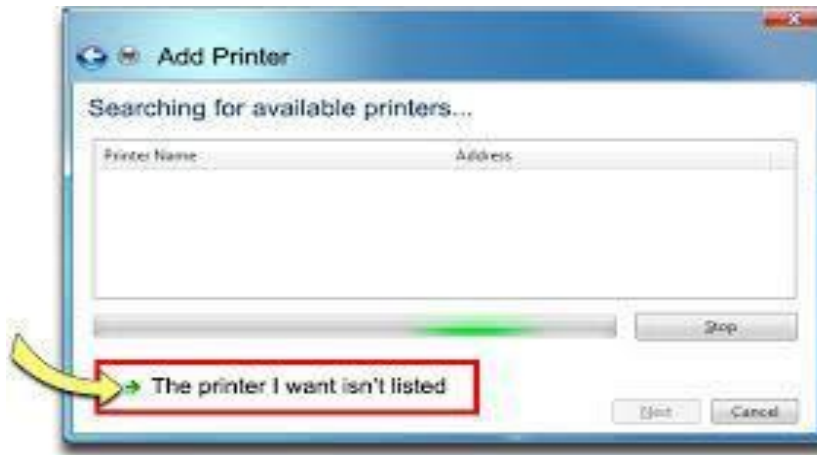 Add Printer
Searching for available printers...
Printer Name Address
Stop
The printer I want isn't listed
Next Cancel